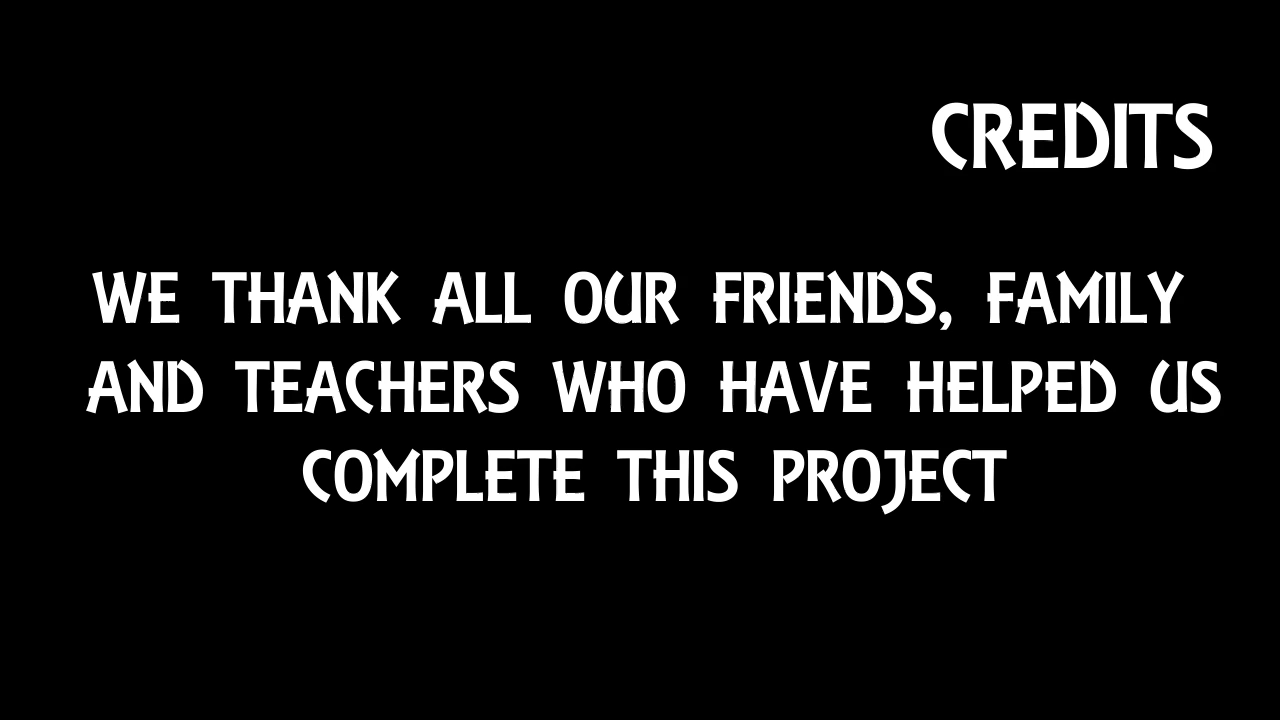 CREDITS
WE THANK ALL OUR FRIENDS, FAMILY
AND TEACHERS WHO HAVE HELPED US
COMPLETE THIS PROJECT